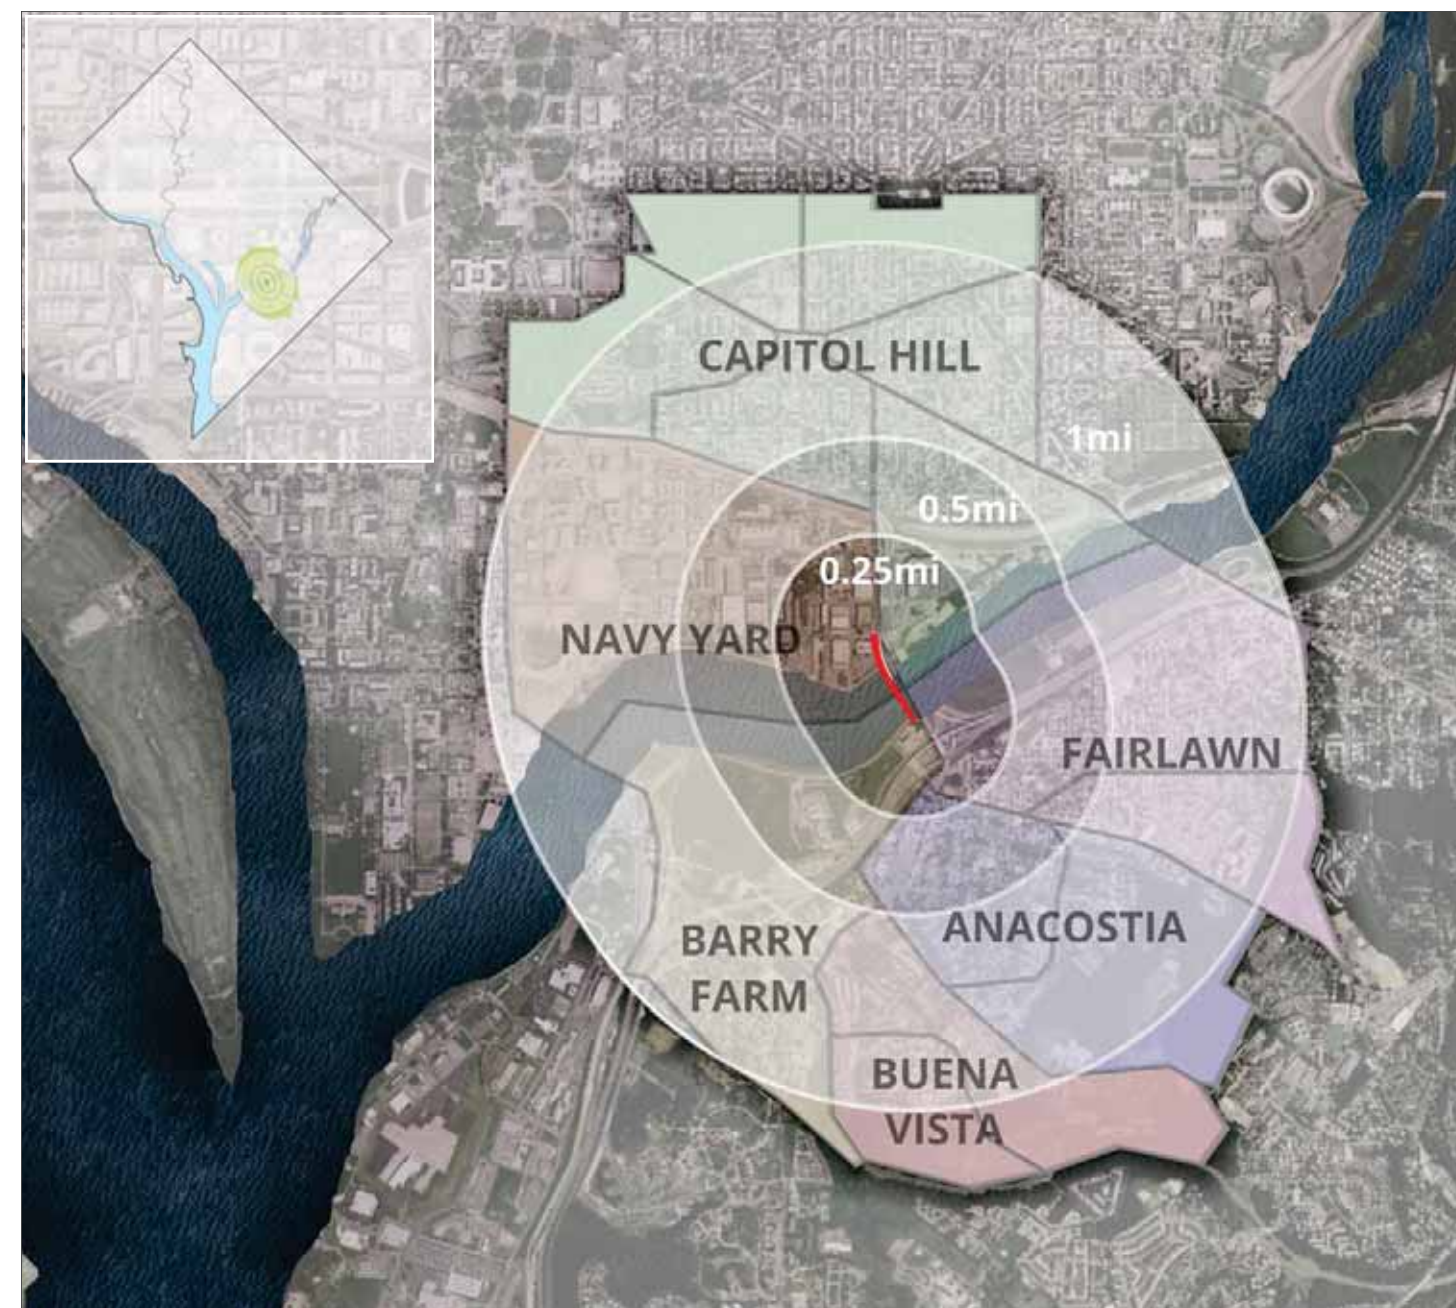 CAPITOL HILL
1mi
0.5mi
0.25mi
NAVY YARD
FAIRLAWN
ANACOSTIA
BARRY
FARM
BUENA
VISTA